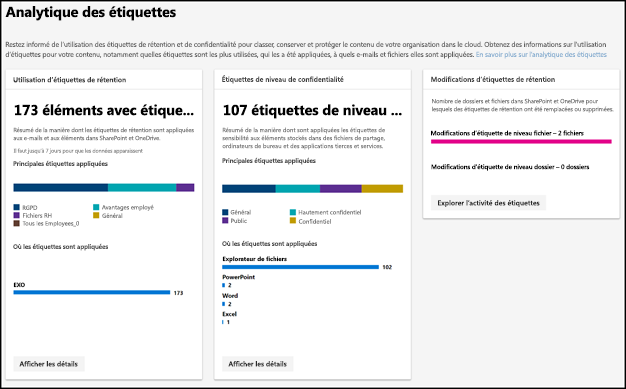 Analytique des étiquettes
Restez informé de l'utilisation des étiquettes de rétention et de confidentialité pour classer, conserver et protéger le contenu de votre organisation dans le cloud. Obtenez des informations sur l'utilisation
d'étiquettes pour votre contenu, notamment quelles étiquettes sont les plus utilisées, qui les a été appliquées, à quels e-mails et fichiers elles sont appliquées. En savoir plus sur l'analytique des étiquettes
Utilisation d'étiquettes de rétention
173 éléments avec étique...
Résumé de la manière dont les étiquettes de rétention sont appliquées
aux e-mails et aux éléments dans SharePoint et OneDrive.
Il faut jusqu'à 7 jours pour que les données apparaissent
Principales étiquettes appliquées
RGPD
Avantages employé
Fichiers RH
Général
Tous les Employees_0
Où les étiquettes sont appliquées
EXO
173
Afficher les détails
Étiquettes de niveau de confidentialité
107 étiquettes de niveau ...
Résumé de la manière dont sont appliquées les étiquettes de
sensibilité aux éléments stockés dans des fichiers de partage,
ordinateurs de bureau et des applications tierces et services.
Principales étiquettes appliquées
Général
Hautement confidentiel
Public
Confidentiel
Où les étiquettes sont appliquées
Explorateur de fichiers
102
PowerPoint
2
Word
2
Excel
1
Afficher les détails
Modifications d'étiquettes de rétention
Nombre de dossiers et fichiers dans SharePoint et OneDrive pour
lesquels des étiquettes de rétention ont été remplacées ou supprimées.
Modifications d'étiquette de niveau fichier – 2 fichiers
Modifications d'étiquette de niveau dossier – 0 dossiers
Explorer l'activité des étiquettes